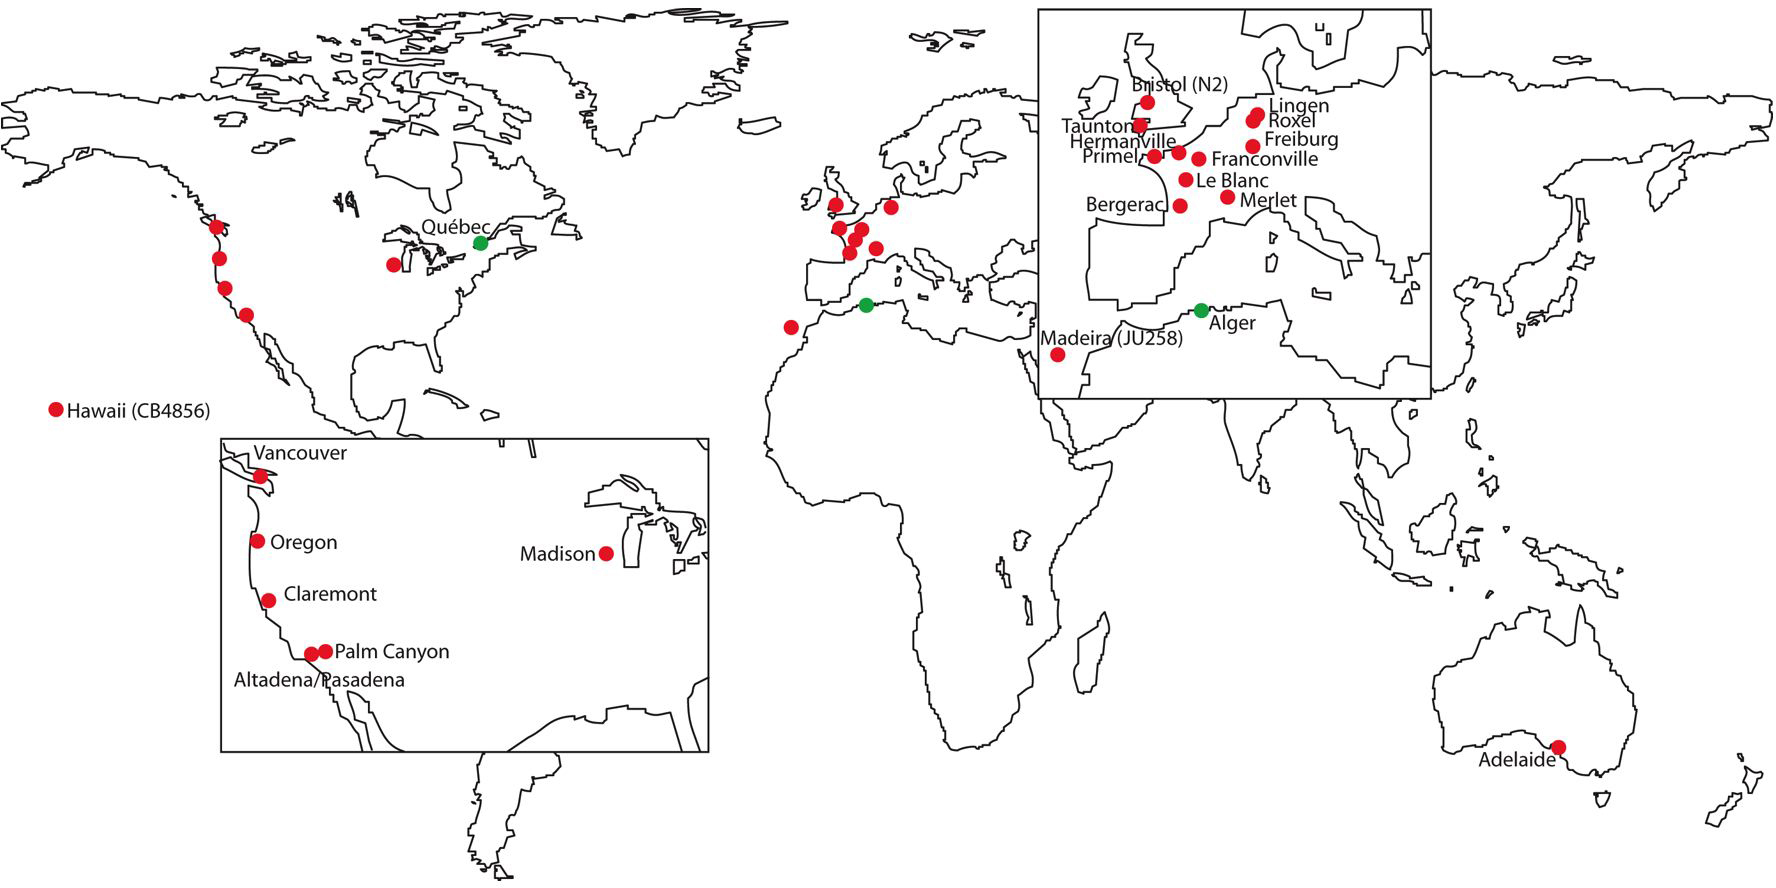 Québec
Hawaii (CB4856)
Vancouver
Oregon
Madison
Claremont
Palm Canyon
Altadena/Pasadena
Bristol (N2)
Lingen
Roxel
Taunton
Hermanville
Freiburg
Primel
Franconville
Le Blanc
Merlet
Bergerac
Alger
Madeira (JU258)
Adelaide